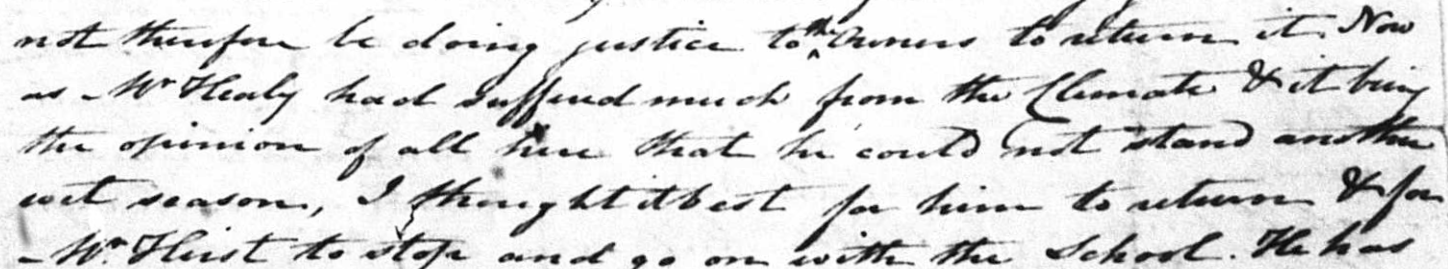 not therefore be doing justice to the Owners to return it. Now
as Mr Healy had suffered much from the Climate & it being
the opinion of all here that he could not stand another
wet season, I thought it best for him to return & for
Mr. Heist to stop and go on with the School. He has